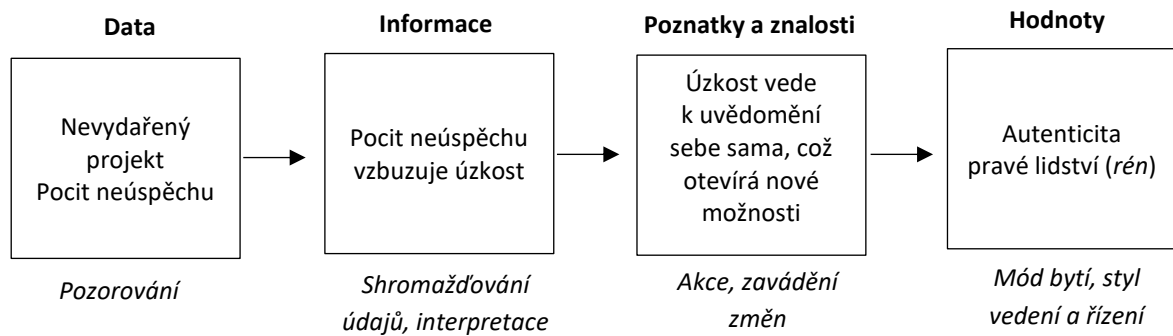 Data
Nevydařený
projekt
Pocit neúspěchu
Pozorování
Informace
Pocit neúspěchu
vzbuzuje úzkost
Shromažďování
údajů, interpretace
Poznatky a znalosti
Úzkost vede
k uvědomění
sebe sama, což
otevírá nové
možnosti
Akce, zavádění
změn
Hodnoty
Autenticita
pravé lidství (rén)
Mód bytí, styl
vedení a řízení